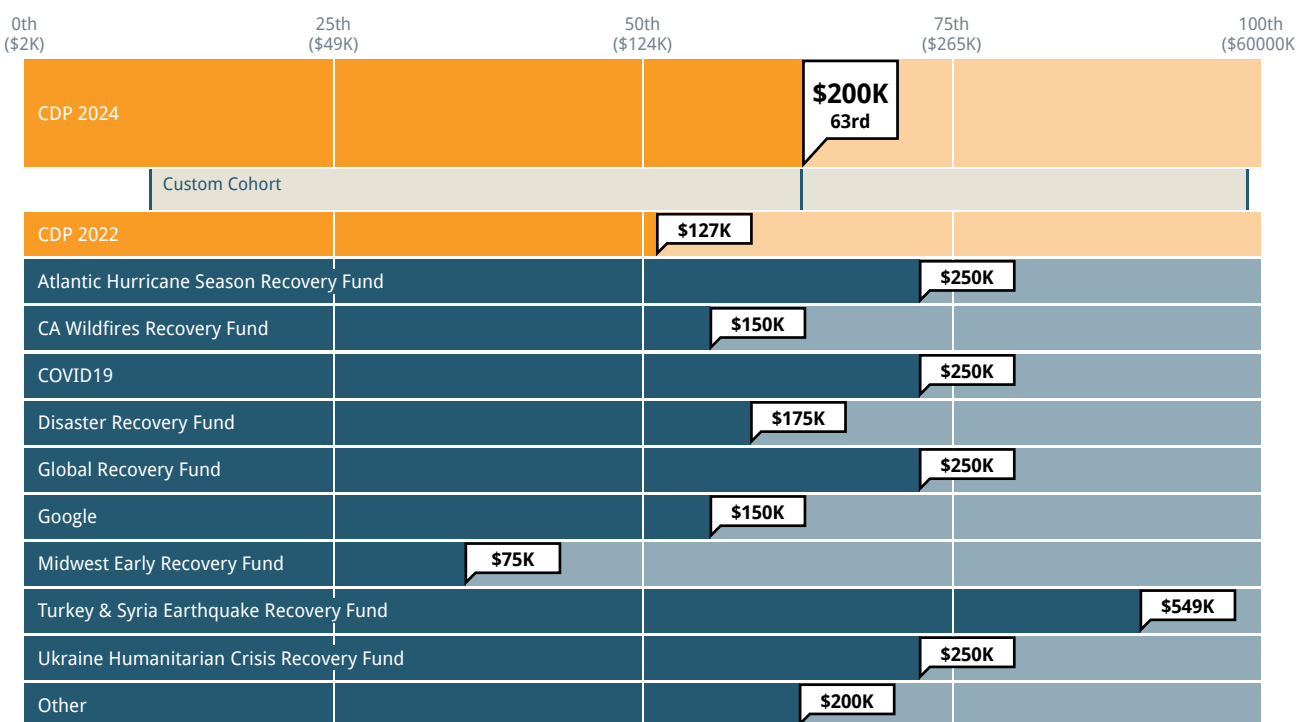 0th 25th 50th 75th 100th
($2K) ($49K) ($124K) ($265K) ($60000K
CDP 2024
$200K
63rd
Custom Cohort
CDP 2022 $127K
Atlantic Hurricane Season Recovery Fund $250K
CA Wildfires Recovery Fund $150K
COVID19 $250K
Disaster Recovery Fund $175K
Global Recovery Fund $250K
Google $150K
Midwest Early Recovery Fund $75K
Turkey & Syria Earthquake Recovery Fund $549K
Ukraine Humanitarian Crisis Recovery Fund $250K
Other $200K